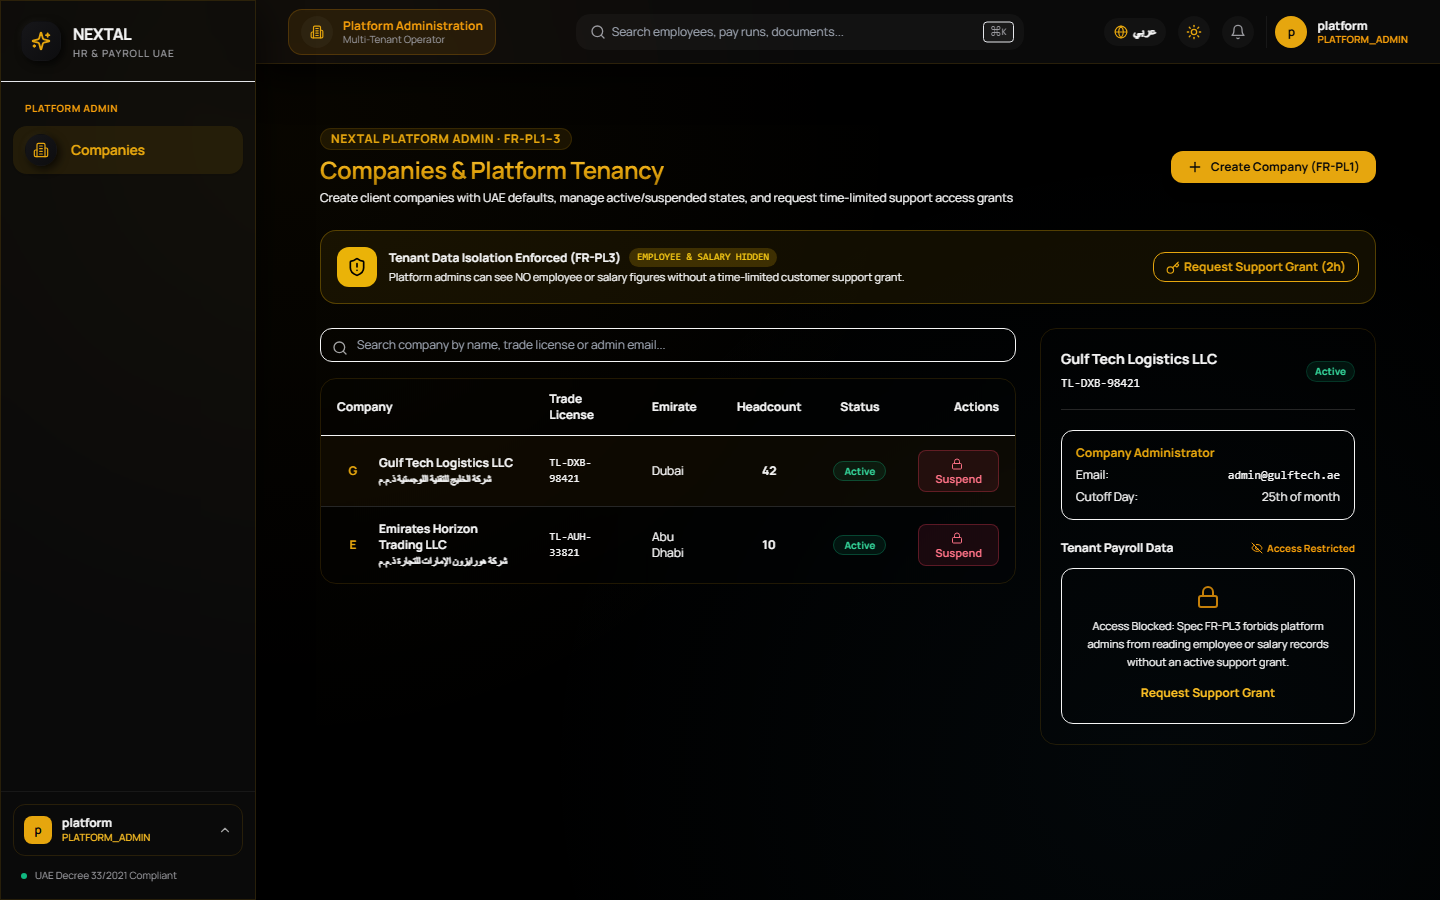 NEXTAL
HR & PAYROLL UAE
PLATFORM ADMIN
Companies
Platform Administration
Multi-Tenant Operator
Search employees, pay runs, documents...
⌘K
عربي
p
platform
PLATFORM_ADMIN
NEXTAL PLATFORM ADMIN · FR-PL1–3
Companies & Platform Tenancy
Create client companies with UAE defaults, manage active/suspended states, and request time-limited support access grants
Create Company (FR-PL1)
Tenant Data Isolation Enforced (FR-PL3)
EMPLOYEE & SALARY HIDDEN
Platform admins can see NO employee or salary figures without a time-limited customer support grant.
Request Support Grant (2h)
Search company by name, trade license or admin email...
Company
Trade
License
Emirate
Headcount
Status
Actions
G
Gulf Tech Logistics LLC
شركة الخليج للتقنية اللوجستية ذ.م.م
TL-DXB-
98421
Dubai
42
Active
Suspend
E
Emirates Horizon
Trading LLC
شركة هورايزون الإمارات للتجارة ذ.م.م
TL-AUH-
33821
Abu
Dhabi
10
Active
Suspend
Gulf Tech Logistics LLC
TL-DXB-98421
Active
Company Administrator
Email:
admin@gulftech.ae
Cutoff Day:
25th of month
Tenant Payroll Data
Access Restricted
Access Blocked: Spec FR-PL3 forbids platform
admins from reading employee or salary records
without an active support grant.
Request Support Grant
p
platform
PLATFORM_ADMIN
UAE Decree 33/2021 Compliant